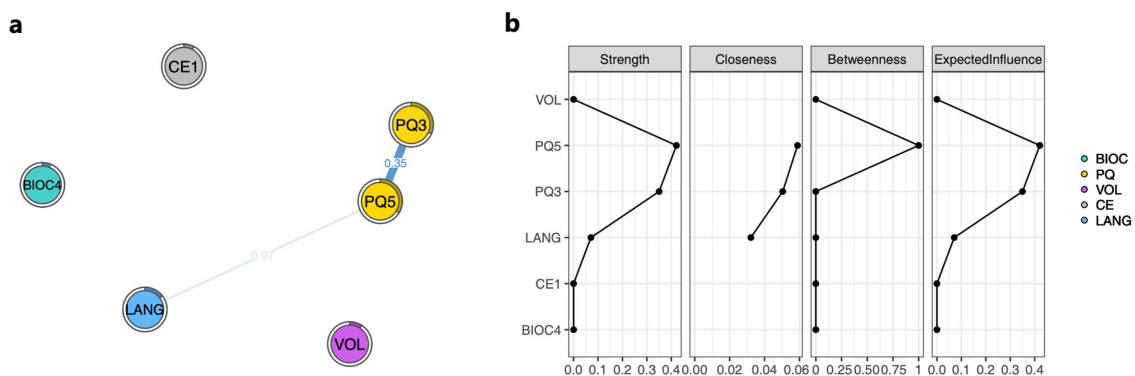 a
CE1
PQ3
0.35
BIOC4
PQ5
0.07
LANG
VOL
b
Strength Closeness Betweenness ExpectedInfluence
VOL
PQ5
PQ3
LANG
CE1
BIOC4
0.0 0.1 0.2 0.3 0.4 0.00 0.02 0.04 0.06 0 0.25 0.50 0.75 1 0.0 0.1 0.2 0.3 0.4
BIOC
PQ
VOL
CE
LANG